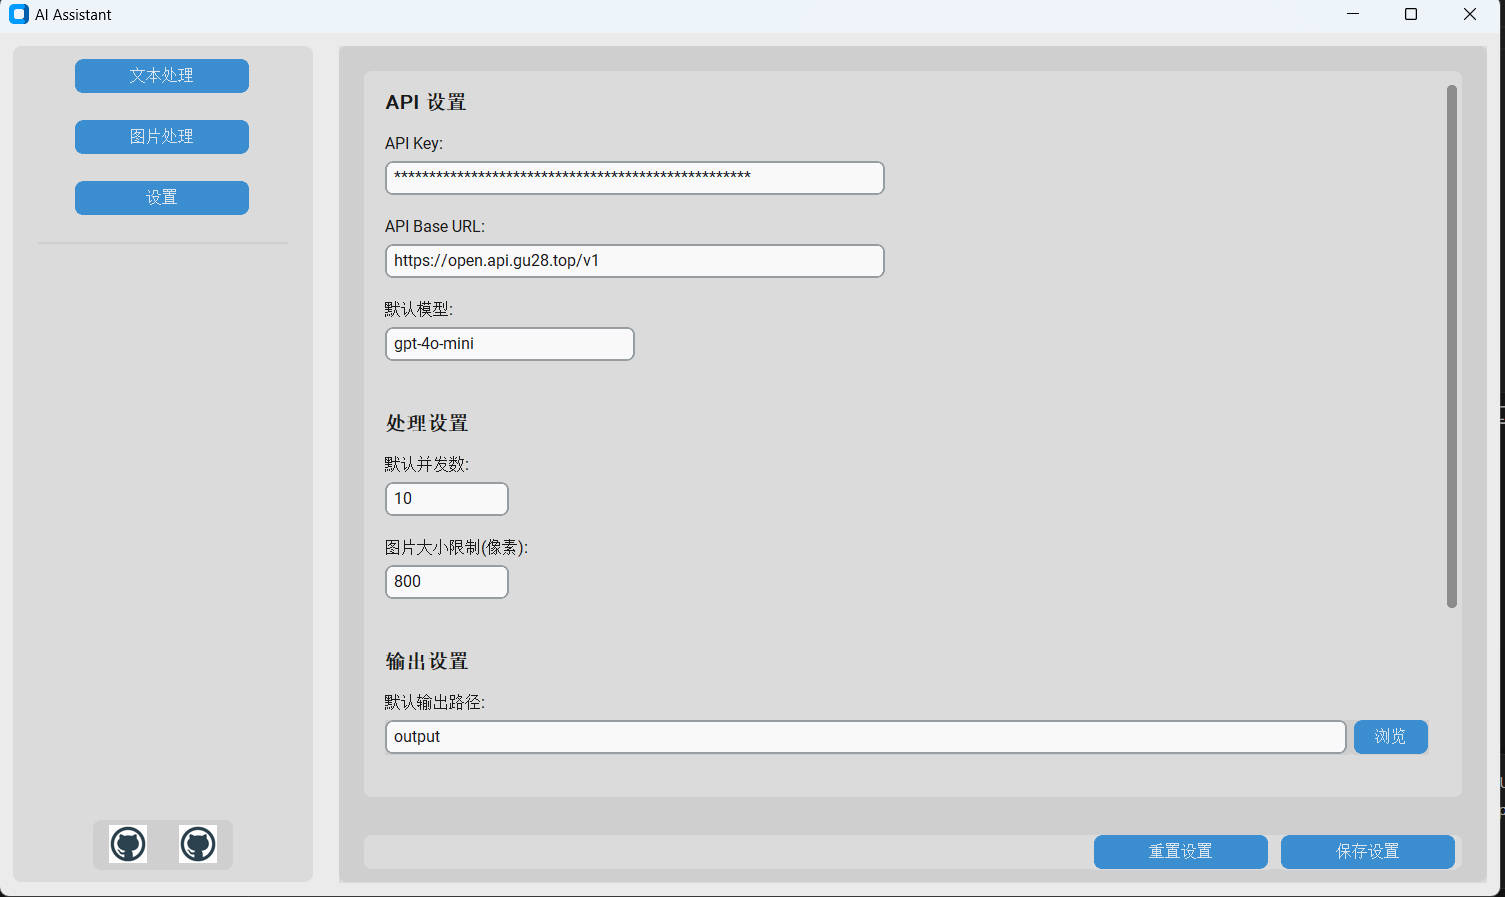 AI Assistant
文本处理
图片处理
设置
API 设置
API Key:
***************************************************
API Base URL:
https://open.api.gu28.top/v1
默认模型:
gpt-4o-mini
处理设置
默认并发数:
10
图片大小限制(像素):
800
输出设置
默认输出路径:
output
浏览
重置设置
保存设置